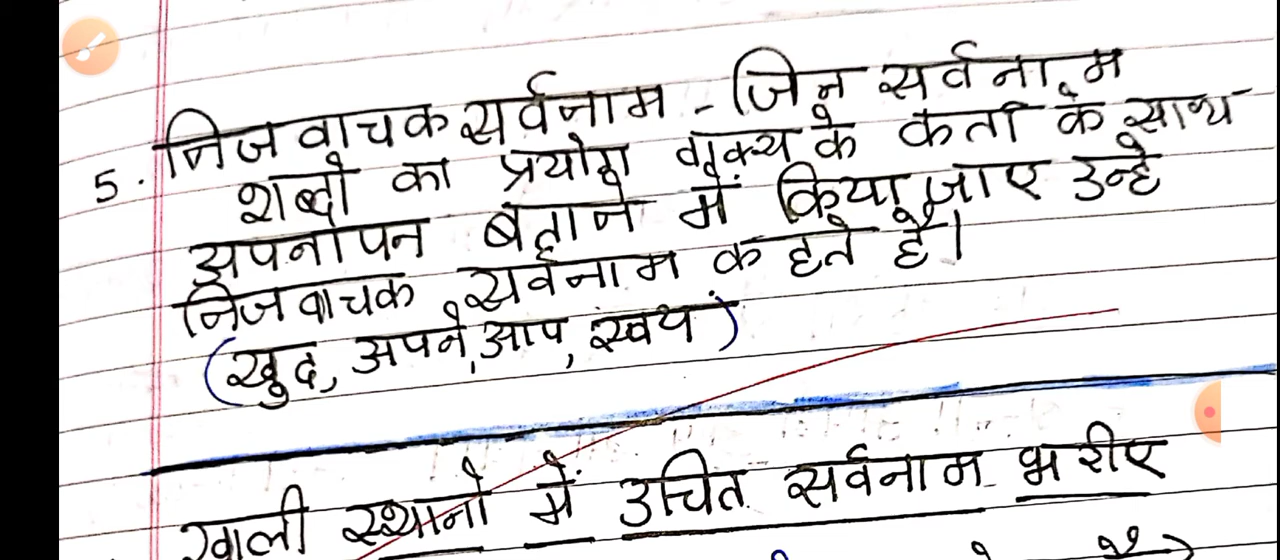 5. निजवाचक सर्वनाम - जिन सर्वनाम
शब्दो का प्रयोग वाक्य के कर्ता के साथ
अपनापन बताने में किया जाए उन्हे
निजवाचक सर्वनाम कहते है।
(खुद, अपने, आप, स्वयं)
खाली स्थानो में उचित सर्वनाम भरीए